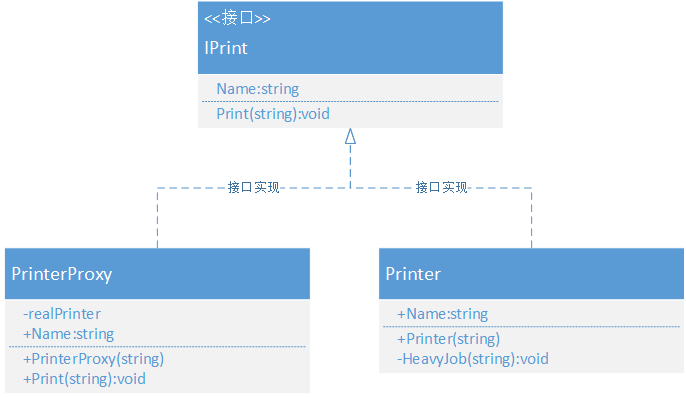 <<接口>>
IPrint
Name:string
Print(string):void
接口实现
接口实现
PrinterProxy
-realPrinter
+Name:string
+PrinterProxy(string)
+Print(string):void
Printer
+Name:string
+Printer(string)
-HeavyJob(string):void